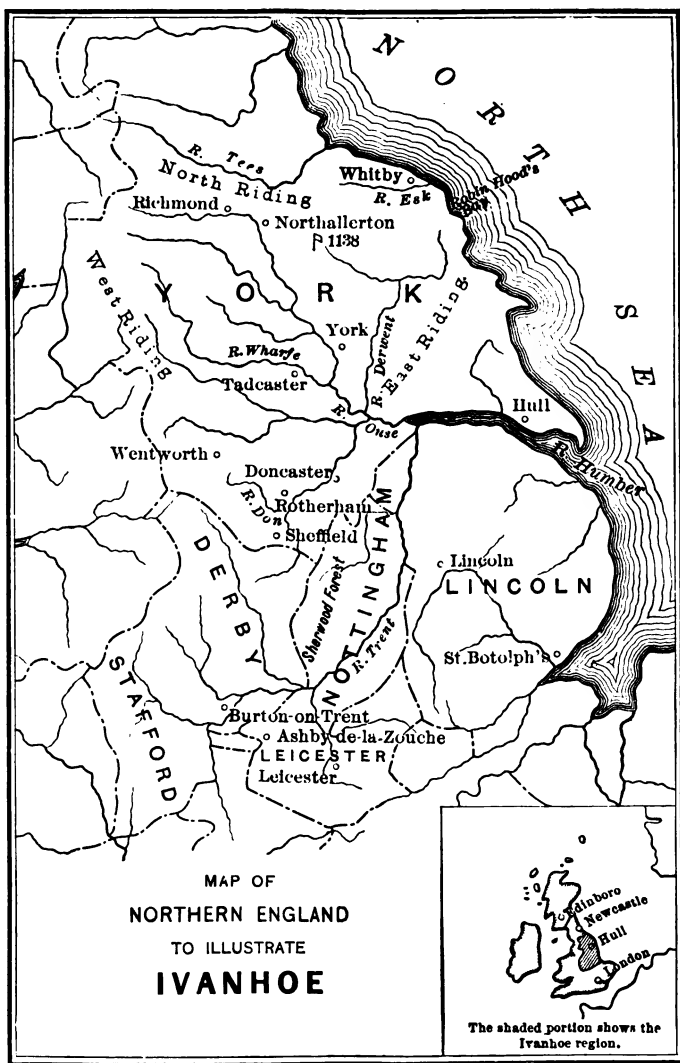 NORTH SEA
R. Tees
North Riding
Whitby
R. Esk
Robin Hood's
Bay
Richmond
Northallerton
1138
West Riding
YORK
York
R. Derwent
East Riding
R. Wharfe
Tadcaster
R. Ouse
Hull
R. Humber
Wentworth
Doncaster
R. Don
Rotherham
Sheffield
DERBY
Sherwood Forest
NOTTINGHAM
R. Trent
Lincoln
LINCOLN
St. Botolph's
STAFFORD
Burton-on-Trent
Ashby-de-la-Zouche
LEICESTER
Leicester
MAP OF
NORTHERN ENGLAND
TO ILLUSTRATE
IVANHOE
Edinboro
Newcastle
Hull
London
The shaded portion shows the
Ivanhoe region.